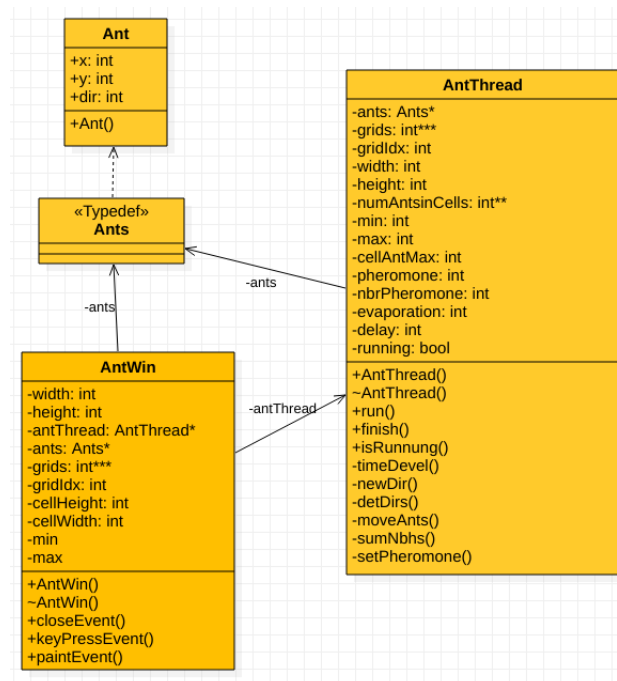 Ant
+x: int
+y: int
+dir: int
+Ant()
«Typedef»
Ants
-ants
-ants
AntWin
-width: int
-height: int
-antThread: AntThread*
-ants: Ants*
-grids: int***
-gridIdx: int
-cellHeight: int
-cellWidth: int
-min
-max
+AntWin()
~AntWin()
+closeEvent()
+keyPressEvent()
+paintEvent()
-antThread
AntThread
-ants: Ants*
-grids: int***
-gridIdx: int
-width: int
-height: int
-numAntsinCells: int**
-min: int
-max: int
-cellAntMax: int
-pheromone: int
-nbrPheromone: int
-evaporation: int
-delay: int
-running: bool
+AntThread()
~AntThread()
+run()
+finish()
+isRunnung()
-timeDevel()
-newDir()
-detDirs()
-moveAnts()
-sumNbhs()
-setPheromone()